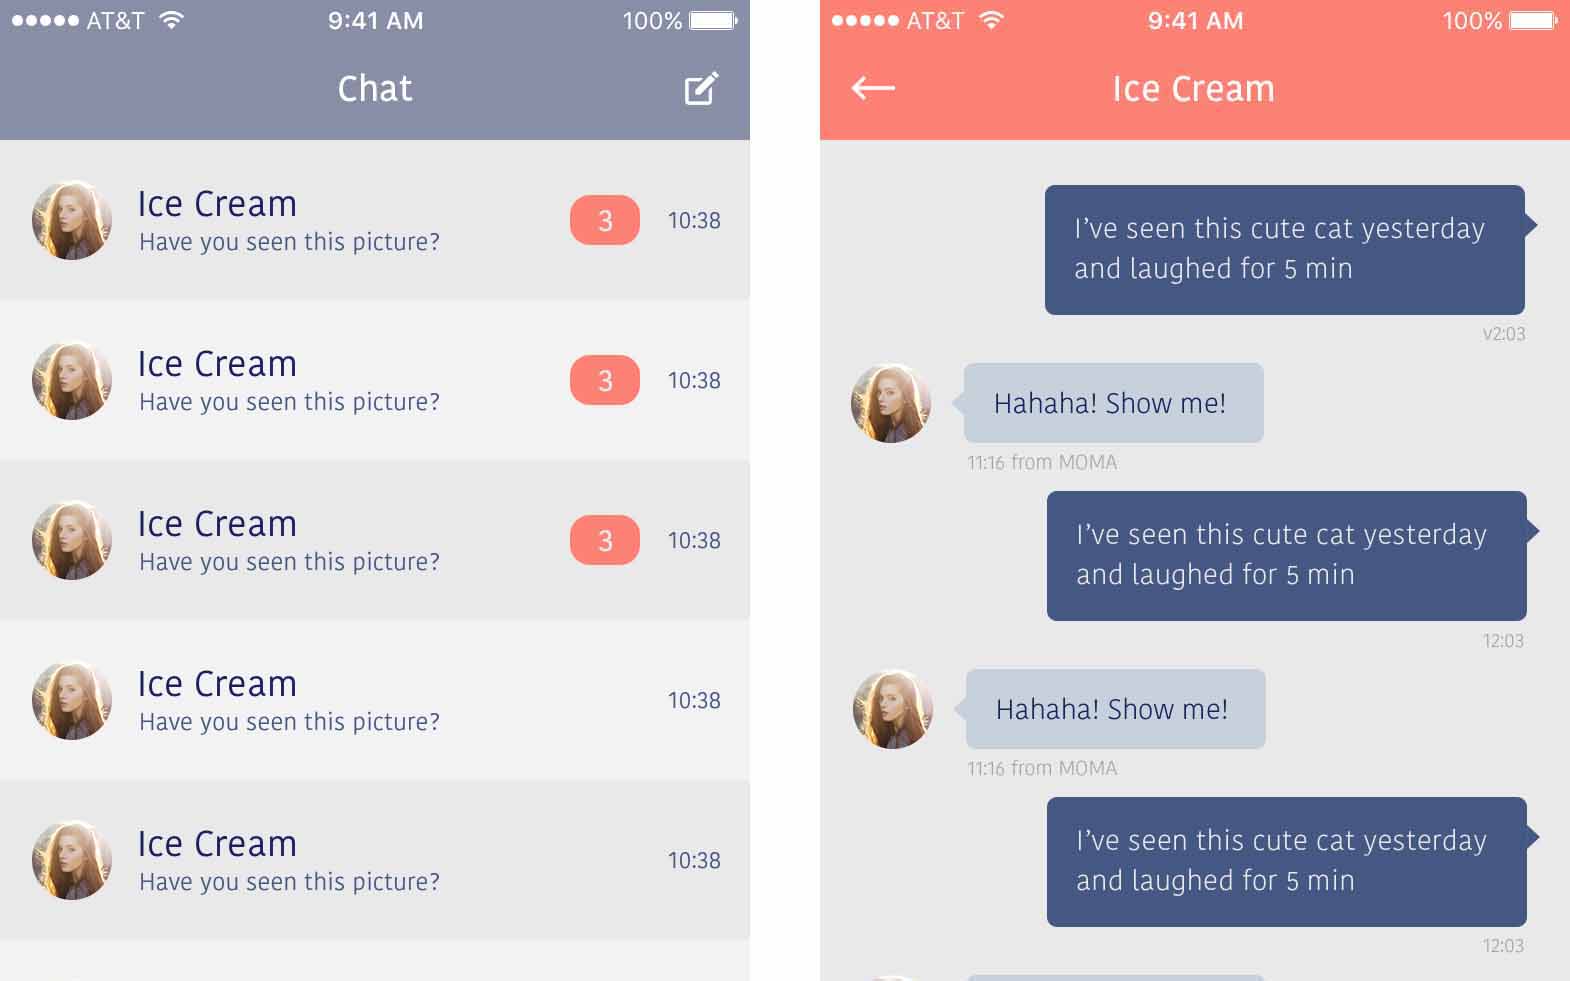 AT&T 9:41 AM 100%
Chat
Ice Cream
Have you seen this picture?
3
10:38
Ice Cream
Have you seen this picture?
3
10:38
Ice Cream
Have you seen this picture?
3
10:38
Ice Cream
Have you seen this picture?
10:38
Ice Cream
Have you seen this picture?
10:38
AT&T 9:41 AM 100%
Ice Cream
I’ve seen this cute cat yesterday
and laughed for 5 min
v2:03
Hahaha! Show me!
11:16 from MOMA
I’ve seen this cute cat yesterday
and laughed for 5 min
12:03
Hahaha! Show me!
11:16 from MOMA
I’ve seen this cute cat yesterday
and laughed for 5 min
12:03